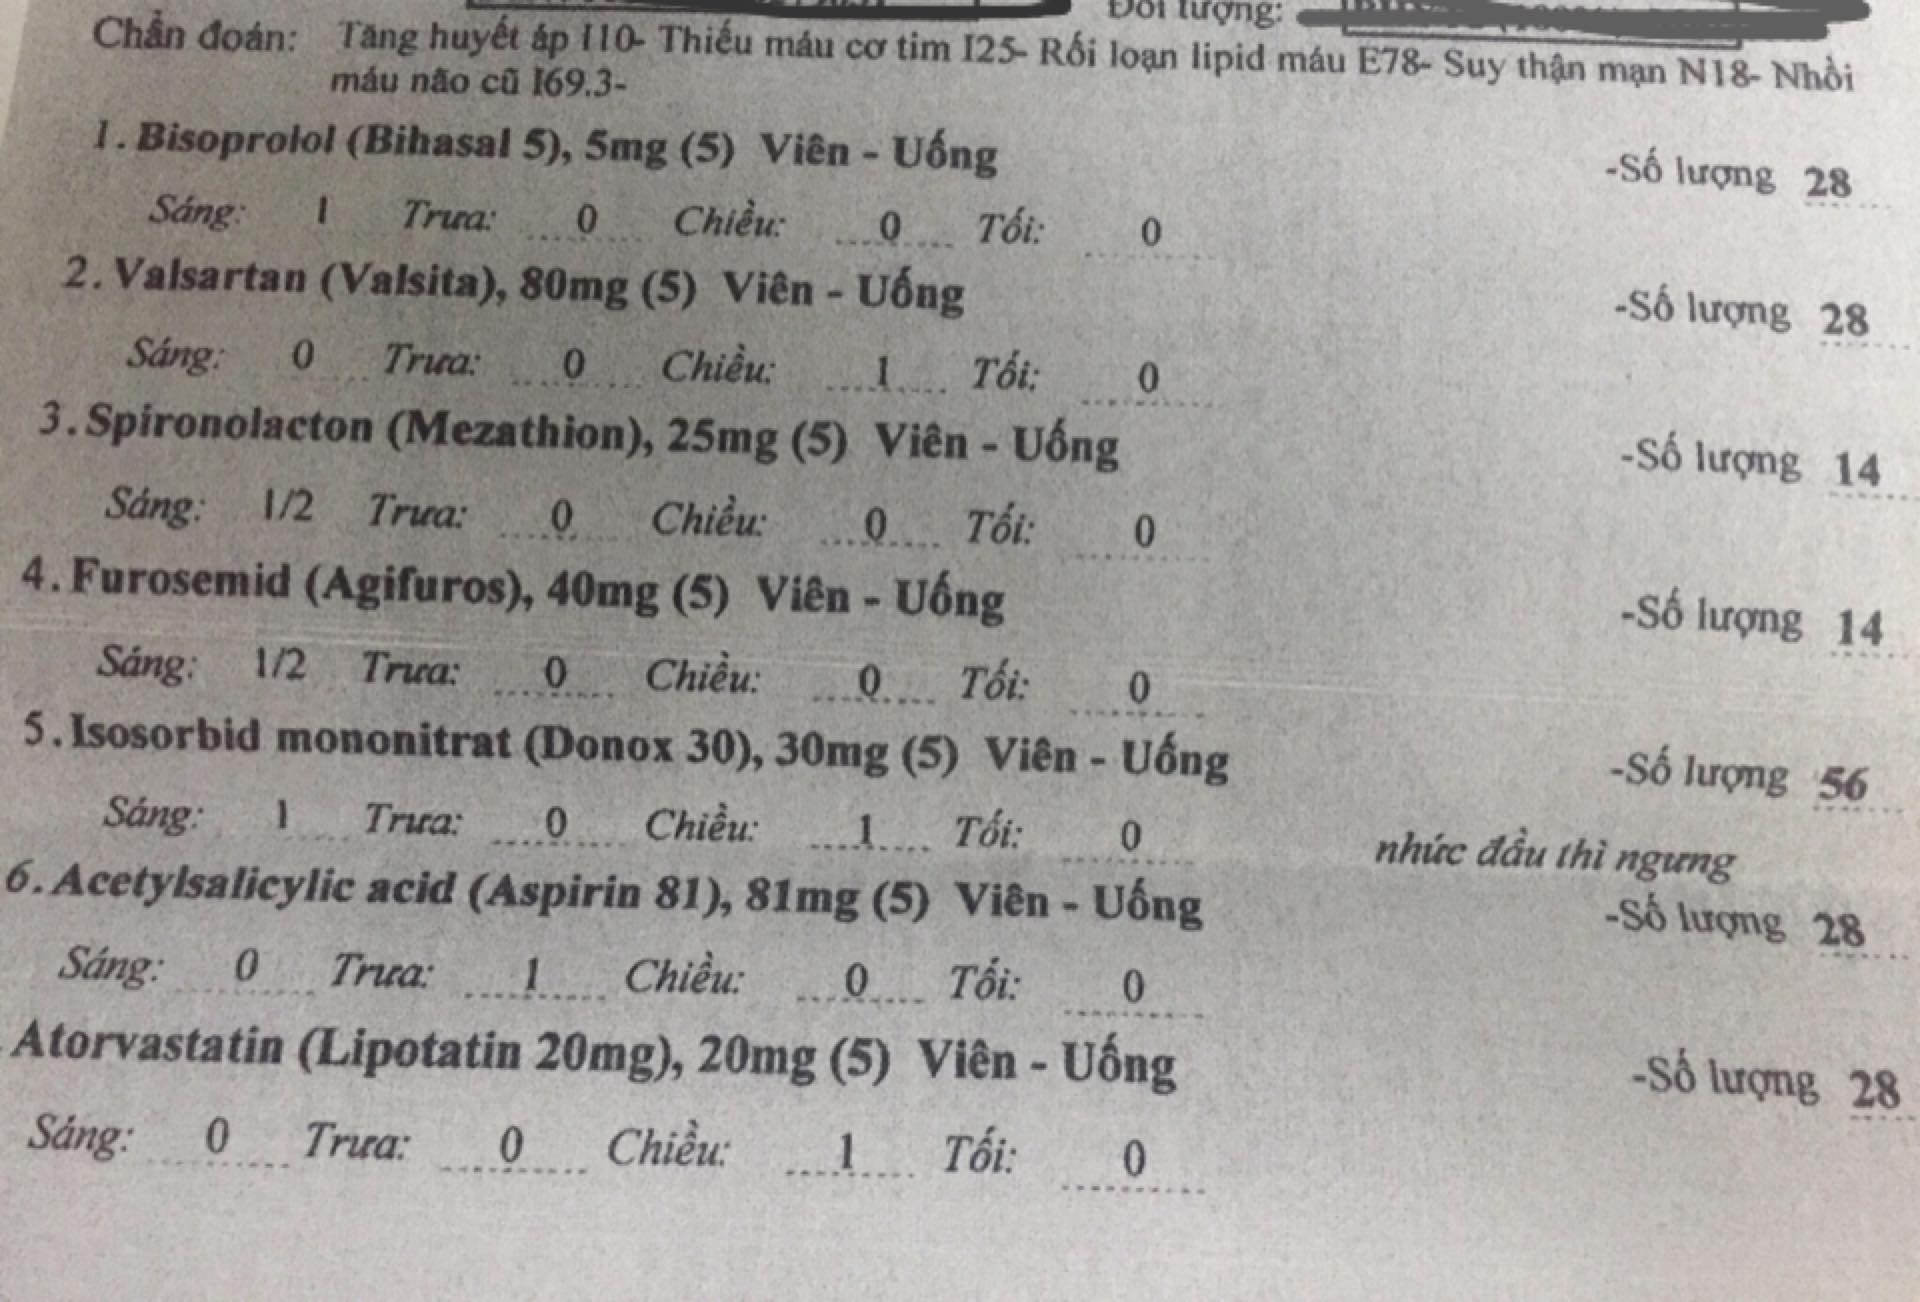 Đối tượng:
Chẩn đoán: Tăng huyết áp I10- Thiếu máu cơ tim I25- Rối loạn lipid máu E78- Suy thận mạn N18- Nhồi
máu não cũ I69.3-
1. Bisoprolol (Bihasal 5), 5mg (5) Viên - Uống -Số lượng 28
Sáng: 1 Trưa: 0 Chiều: 0 Tối: 0
2. Valsartan (Valsita), 80mg (5) Viên - Uống -Số lượng 28
Sáng: 0 Trưa: 0 Chiều: 1 Tối: 0
3. Spironolacton (Mezathion), 25mg (5) Viên - Uống -Số lượng 14
Sáng: 1/2 Trưa: 0 Chiều: 0 Tối: 0
4. Furosemid (Agifuros), 40mg (5) Viên - Uống -Số lượng 14
Sáng: 1/2 Trưa: 0 Chiều: 0 Tối: 0
5. Isosorbid mononitrat (Donox 30), 30mg (5) Viên - Uống -Số lượng 56
Sáng: 1 Trưa: 0 Chiều: 1 Tối: 0 nhức đầu thì ngưng
6. Acetylsalicylic acid (Aspirin 81), 81mg (5) Viên - Uống -Số lượng 28
Sáng: 0 Trưa: 1 Chiều: 0 Tối: 0
Atorvastatin (Lipotatin 20mg), 20mg (5) Viên - Uống -Số lượng 28
Sáng: 0 Trưa: 0 Chiều: 1 Tối: 0